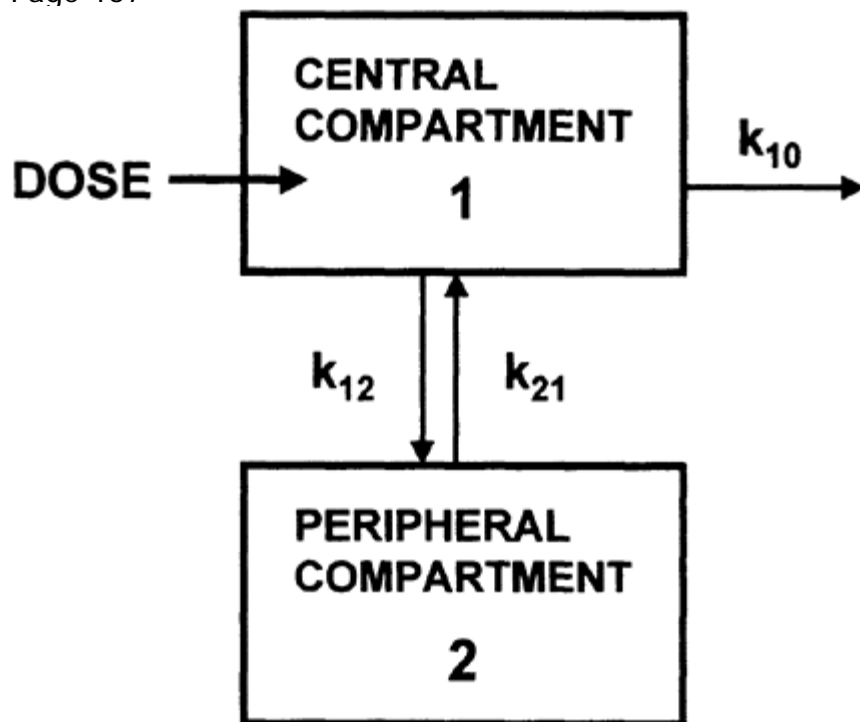 CENTRAL
COMPARTMENT
1
DOSE
k10
k12
k21
PERIPHERAL
COMPARTMENT
2